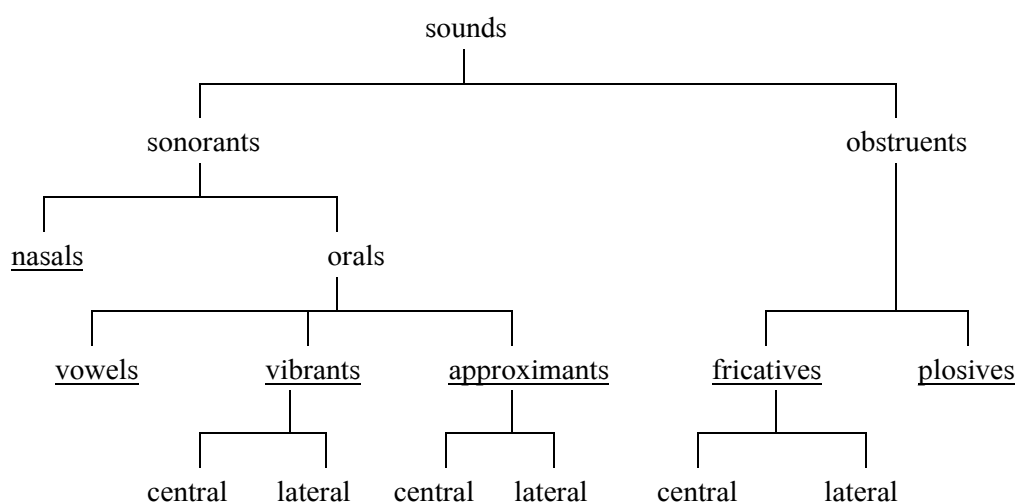 sounds
sonorants obstruents
nasals orals
vowels vibrants approximants fricatives plosives
central lateral central lateral central lateral